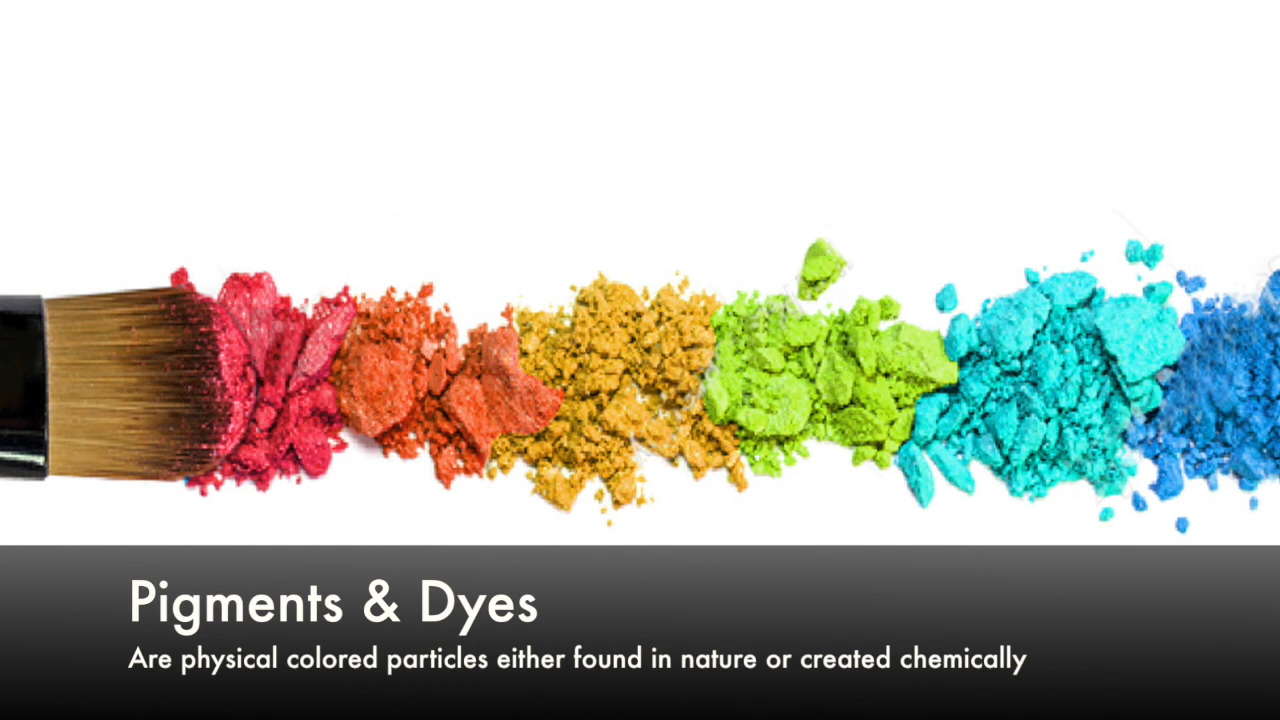 Pigments & Dyes
Are physical colored particles either found in nature or created chemically